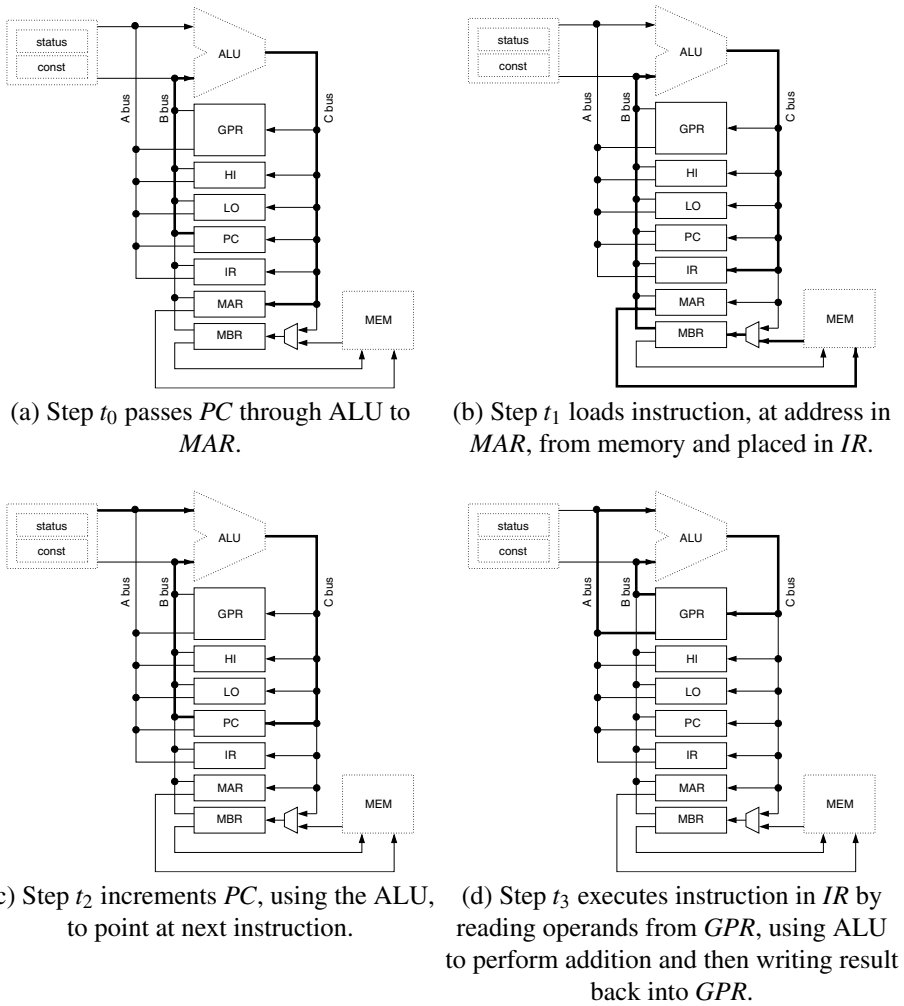 status
const
ALU
A bus
B bus
C bus
GPR
HI
LO
PC
IR
MAR
MBR
MEM
(a) Step t0 passes PC through ALU to
MAR.
status
const
ALU
A bus
B bus
C bus
GPR
HI
LO
PC
IR
MAR
MBR
MEM
(b) Step t1 loads instruction, at address in
MAR, from memory and placed in IR.
status
const
ALU
A bus
B bus
C bus
GPR
HI
LO
PC
IR
MAR
MBR
MEM
c) Step t2 increments PC, using the ALU,
to point at next instruction.
status
const
ALU
A bus
B bus
C bus
GPR
HI
LO
PC
IR
MAR
MBR
MEM
(d) Step t3 executes instruction in IR by
reading operands from GPR, using ALU
to perform addition and then writing result
back into GPR.